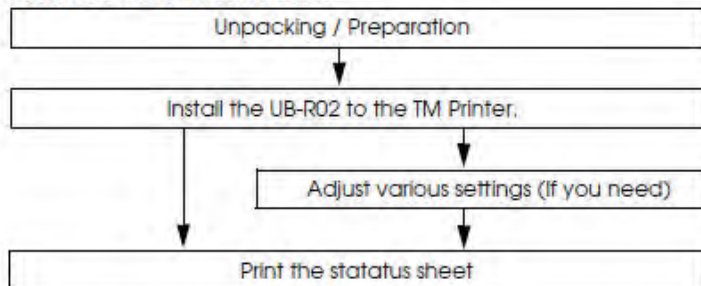 Unpacking / Preparation
Install the UB-R02 to the TM Printer.
Adjust various settings (If you need)
Print the statatus sheet